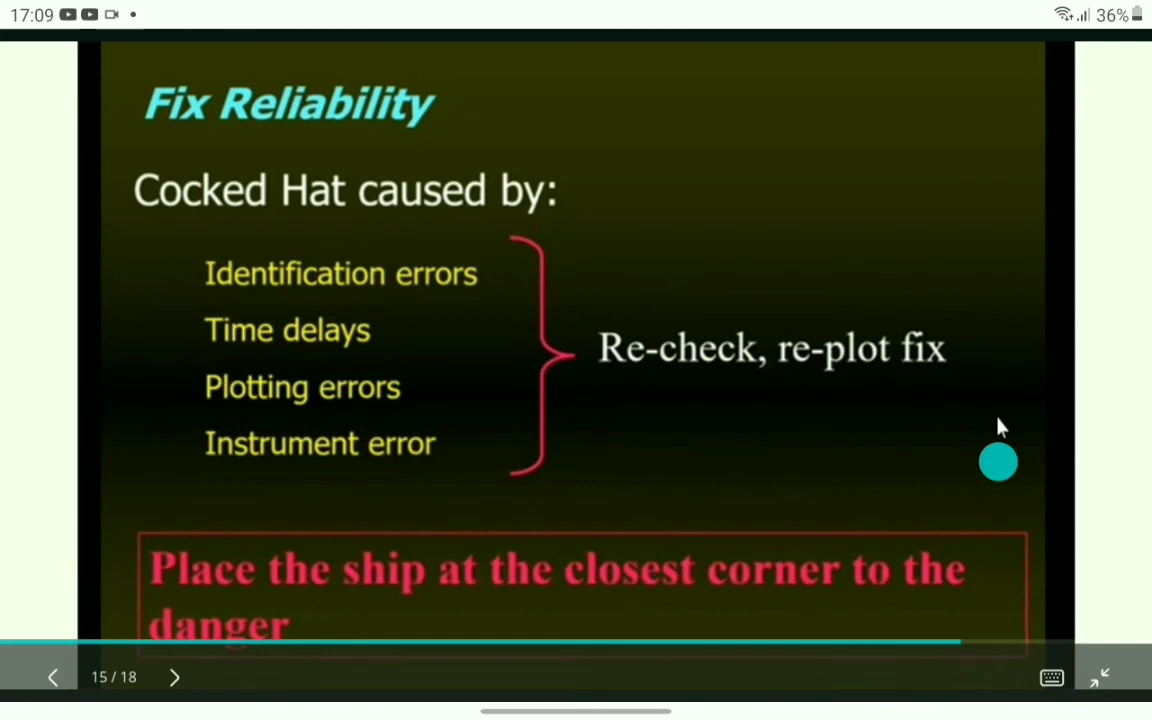 17:09
36%
Fix Reliability
Cocked Hat caused by:
Identification errors
Time delays
Plotting errors
Instrument error
Re-check, re-plot fix
Place the ship at the closest corner to the
danger
15 / 18